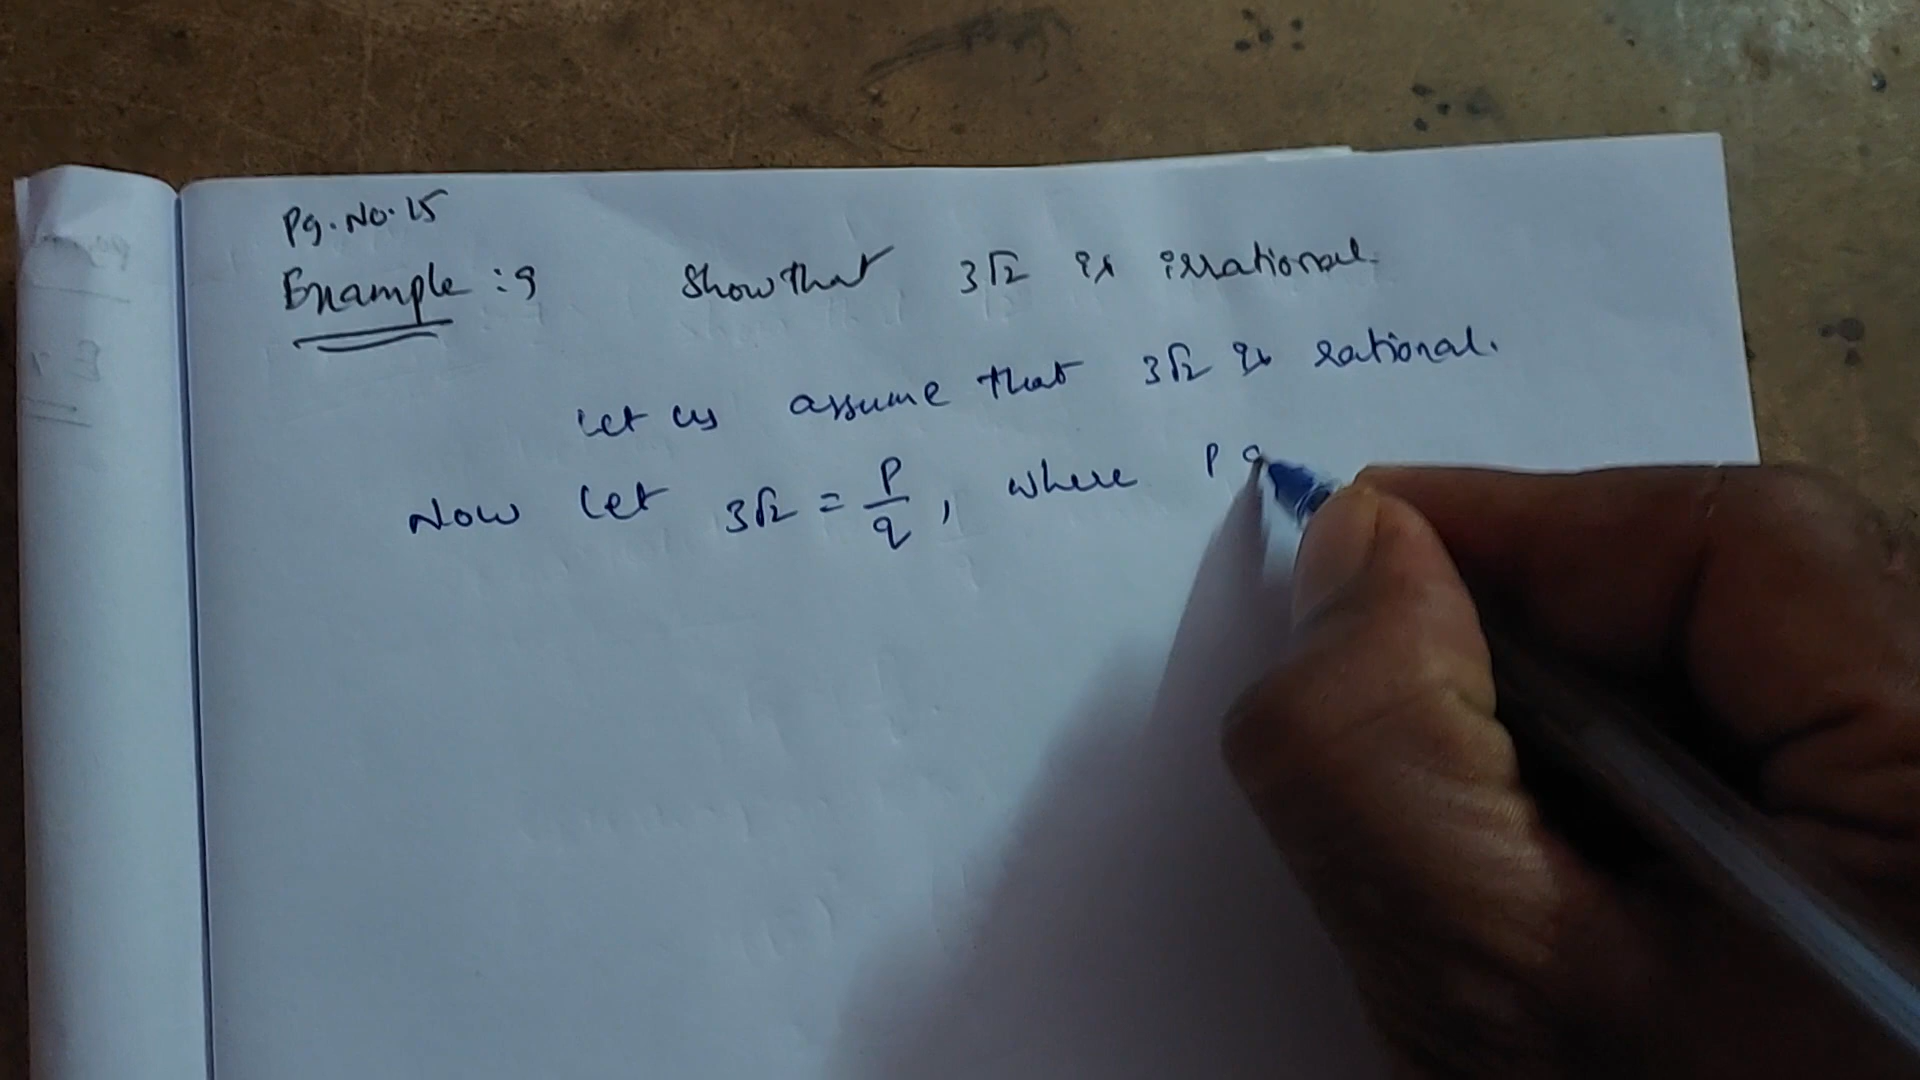 Pg. No. 15
Example : 9 Show that 3√2 is irrational.
Let us assume that 3√2 is rational.
Now let 3√2 = p/q, where p q